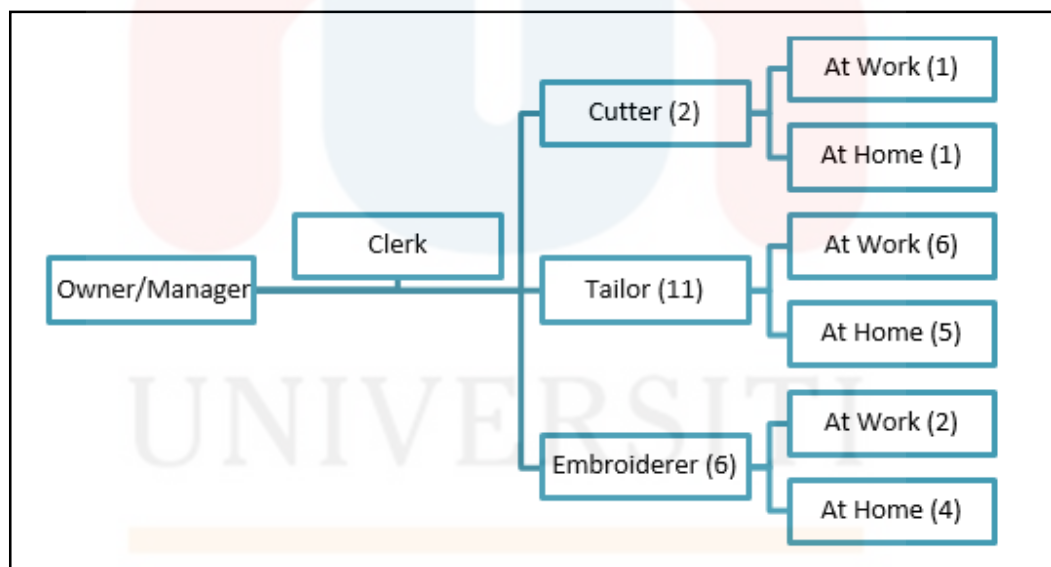 Owner/Manager
Clerk
Cutter (2)
At Work (1)
At Home (1)
Tailor (11)
At Work (6)
At Home (5)
Embroiderer (6)
At Work (2)
At Home (4)
UNIVERSITI